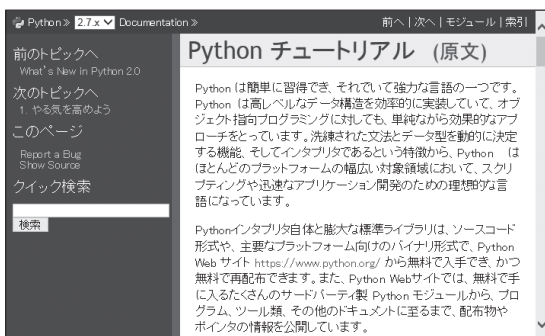 Python » 2.7.x Documentation »
前へ | 次へ | モジュール | 索引
前のトピックへ
What's New in Python 2.0
次のトピックへ
1. やる気を高めよう
このページ
Report a Bug
Show Source
クイック検索
検索
Python チュートリアル (原文)
Python は簡単に習得でき、それでいて強力な言語の一つです。
Python は高レベルなデータ構造を効率的に実装していて、オブ
ジェクト指向プログラミングに対しても、単純ながら効果的なアプ
ローチをとっています。洗練された文法とデータ型を動的に決定
する機能、そしてインタプリタであるという特徴から、Python は
ほとんどのプラットフォームの幅広い対象領域において、スクリ
プティングや迅速なアプリケーション開発のための理想的な言
語になっています。
Pythonインタプリタ自体と膨大な標準ライブラリは、ソースコード
形式や、主要なプラットフォーム向けのバイナリ形式で、Python
Web サイト https://www.python.org/ から無料で入手でき、かつ
無料で再配布できます。また、Python Webサイトでは、無料で手
に入るたくさんのサードパーティ製 Python モジュールから、プロ
グラム、ツール類、その他のドキュメントに至るまで、配布物や
ポインタの情報を公開しています。